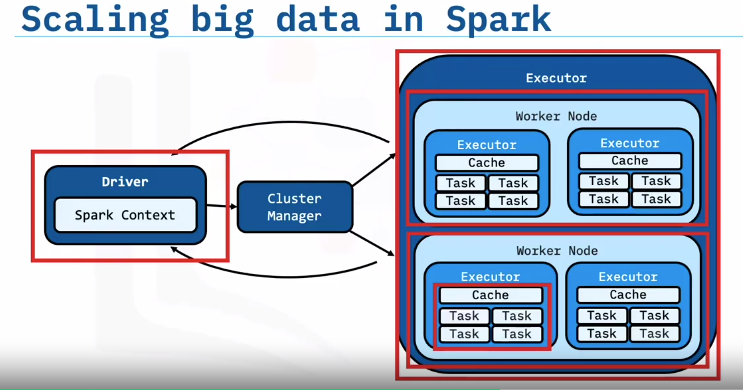 Scaling big data in Spark
Driver
Spark Context
Cluster
Manager
Executor
Worker Node
Executor
Cache
Task Task
Task Task
Executor
Cache
Task Task
Task Task
Worker Node
Executor
Cache
Task Task
Task Task
Executor
Cache
Task Task
Task Task